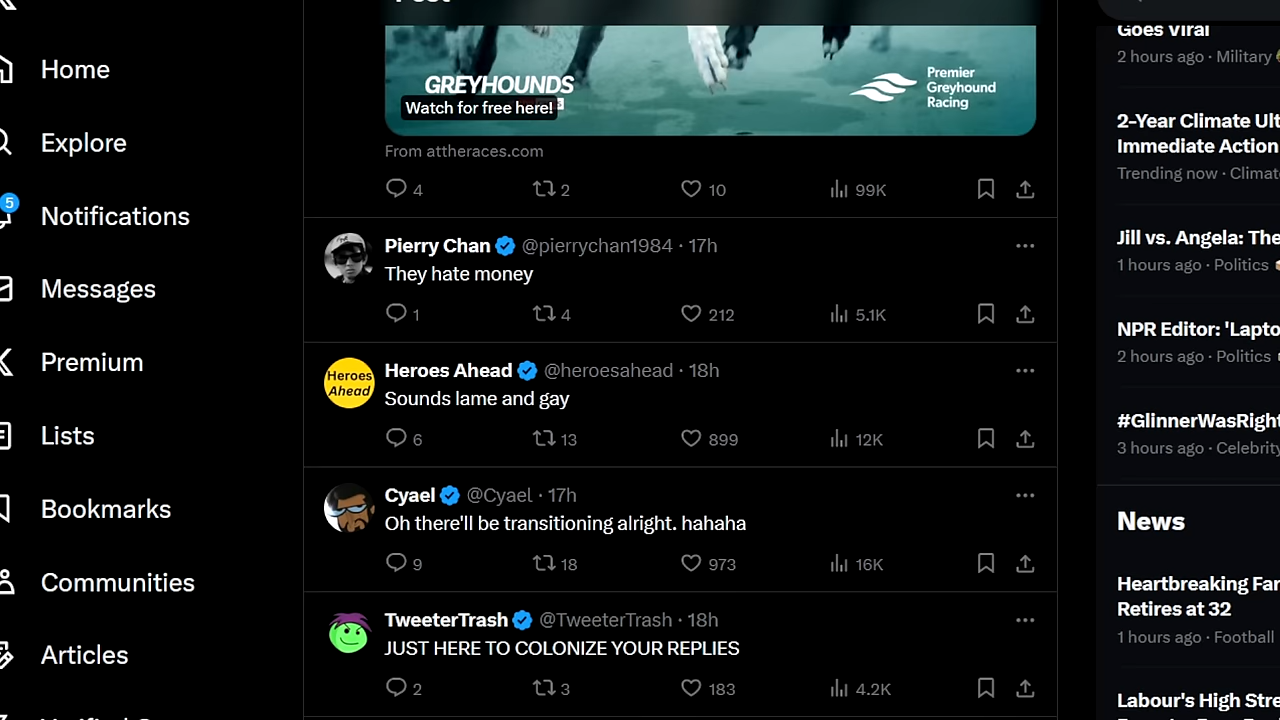 Goes Viral
2 hours ago · Military
Home
GREYHOUNDS
Premier
Greyhound
Racing
Watch for free here!
2-Year Climate Ult
Immediate Action
Explore
From attheraces.com
Trending now · Climat
4 2 10 99K
5
Notifications
Pierry Chan @pierrychan1984 · 17h
They hate money
Jill vs. Angela: The
1 hours ago · Politics
Messages
1 4 212 5.1K
NPR Editor: 'Lapto
2 hours ago · Politics
Premium
Heroes Ahead
Heroes Ahead @heroesahead · 18h
Sounds lame and gay
#GlinnerWasRight
Lists
6 13 899 12K
3 hours ago · Celebrity
Cyael @Cyael · 17h
Oh there'll be transitioning alright. hahaha
Bookmarks
News
9 18 973 16K
Communities
Heartbreaking Far
Retires at 32
1 hours ago · Football
TweeterTrash @TweeterTrash · 18h
JUST HERE TO COLONIZE YOUR REPLIES
Articles
2 3 183 4.2K
Labour's High Stre